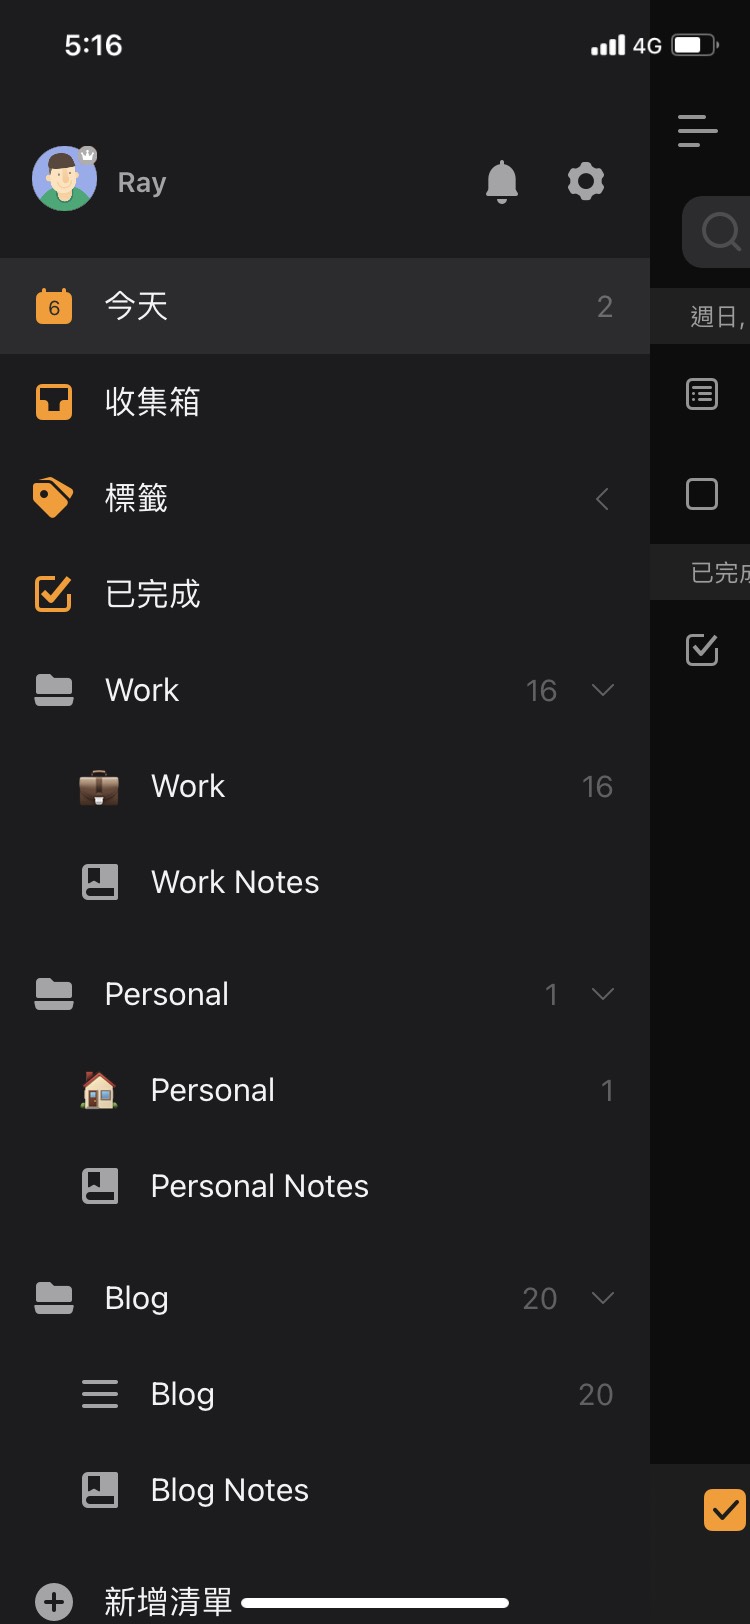 5:16
4G
Ray
6
今天
2
週日,
收集箱
標籤
已完成
已完成
Work
16
Work
16
Work Notes
Personal
1
Personal
1
Personal Notes
Blog
20
Blog
20
Blog Notes
新增清單